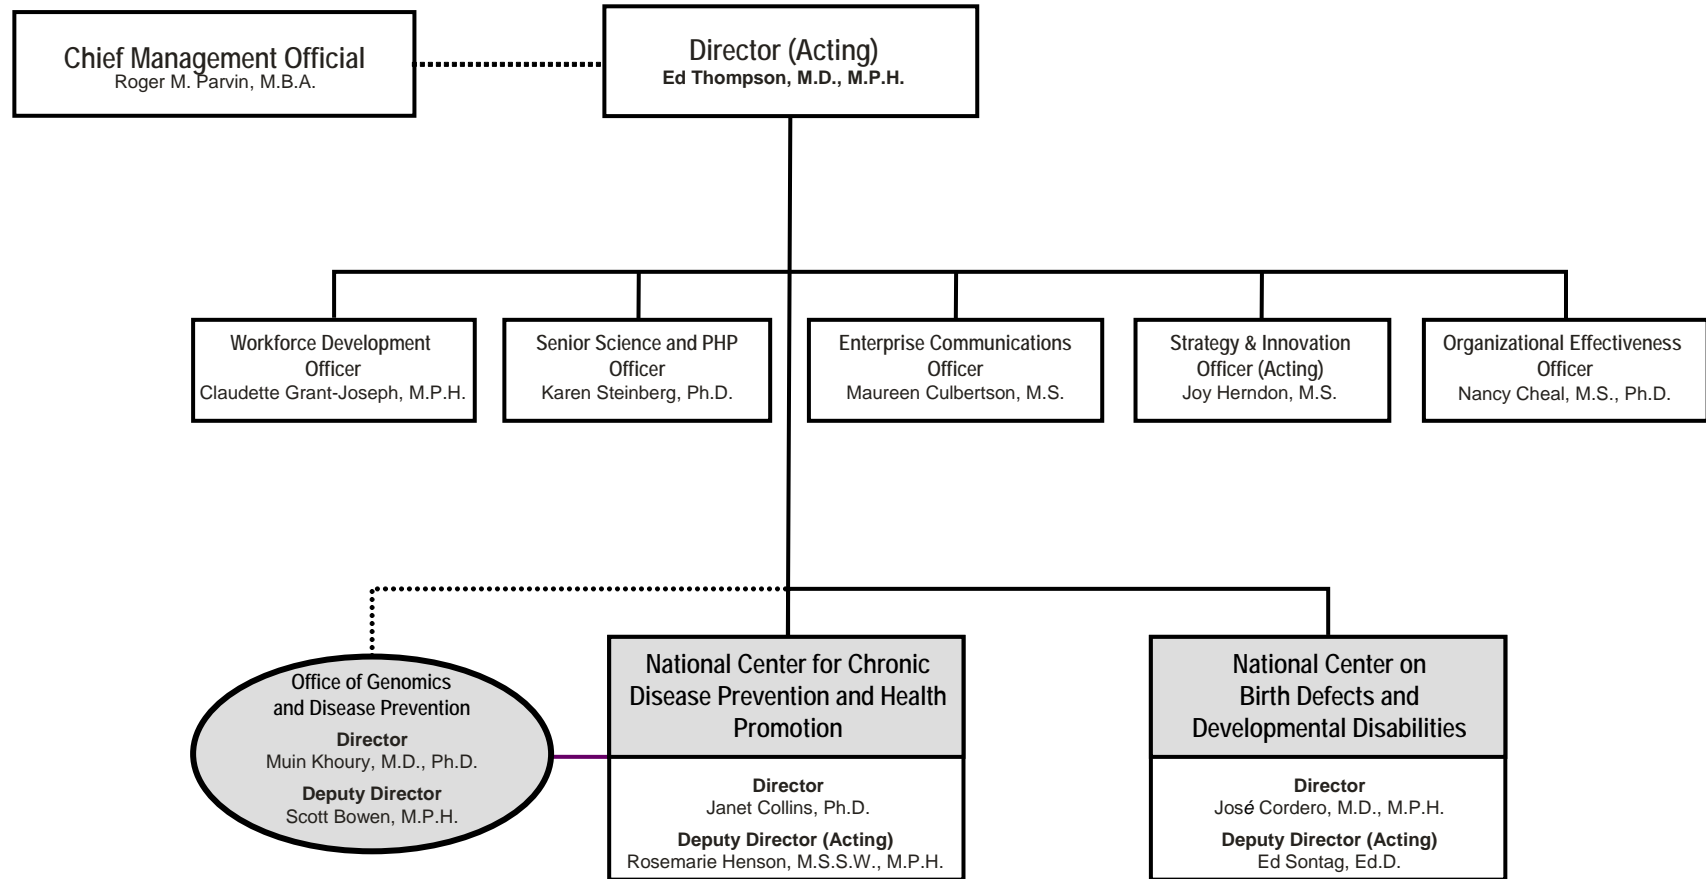 Chief Management Official
Roger M. Parvin, M.B.A.
Director (Acting)
Ed Thompson, M.D., M.P.H.
Workforce Development
Officer
Claudette Grant-Joseph, M.P.H.
Senior Science and PHP
Officer
Karen Steinberg, Ph.D.
Enterprise Communications
Officer
Maureen Culbertson, M.S.
Strategy & Innovation
Officer (Acting)
Joy Herndon, M.S.
Organizational Effectiveness
Officer
Nancy Cheal, M.S., Ph.D.
Office of Genomics
and Disease Prevention
Director
Muin Khoury, M.D., Ph.D.
Deputy Director
Scott Bowen, M.P.H.
National Center for Chronic
Disease Prevention and Health
Promotion
Director
Janet Collins, Ph.D.
Deputy Director (Acting)
Rosemarie Henson, M.S.S.W., M.P.H.
National Center on
Birth Defects and
Developmental Disabilities
Director
José Cordero, M.D., M.P.H.
Deputy Director (Acting)
Ed Sontag, Ed.D.